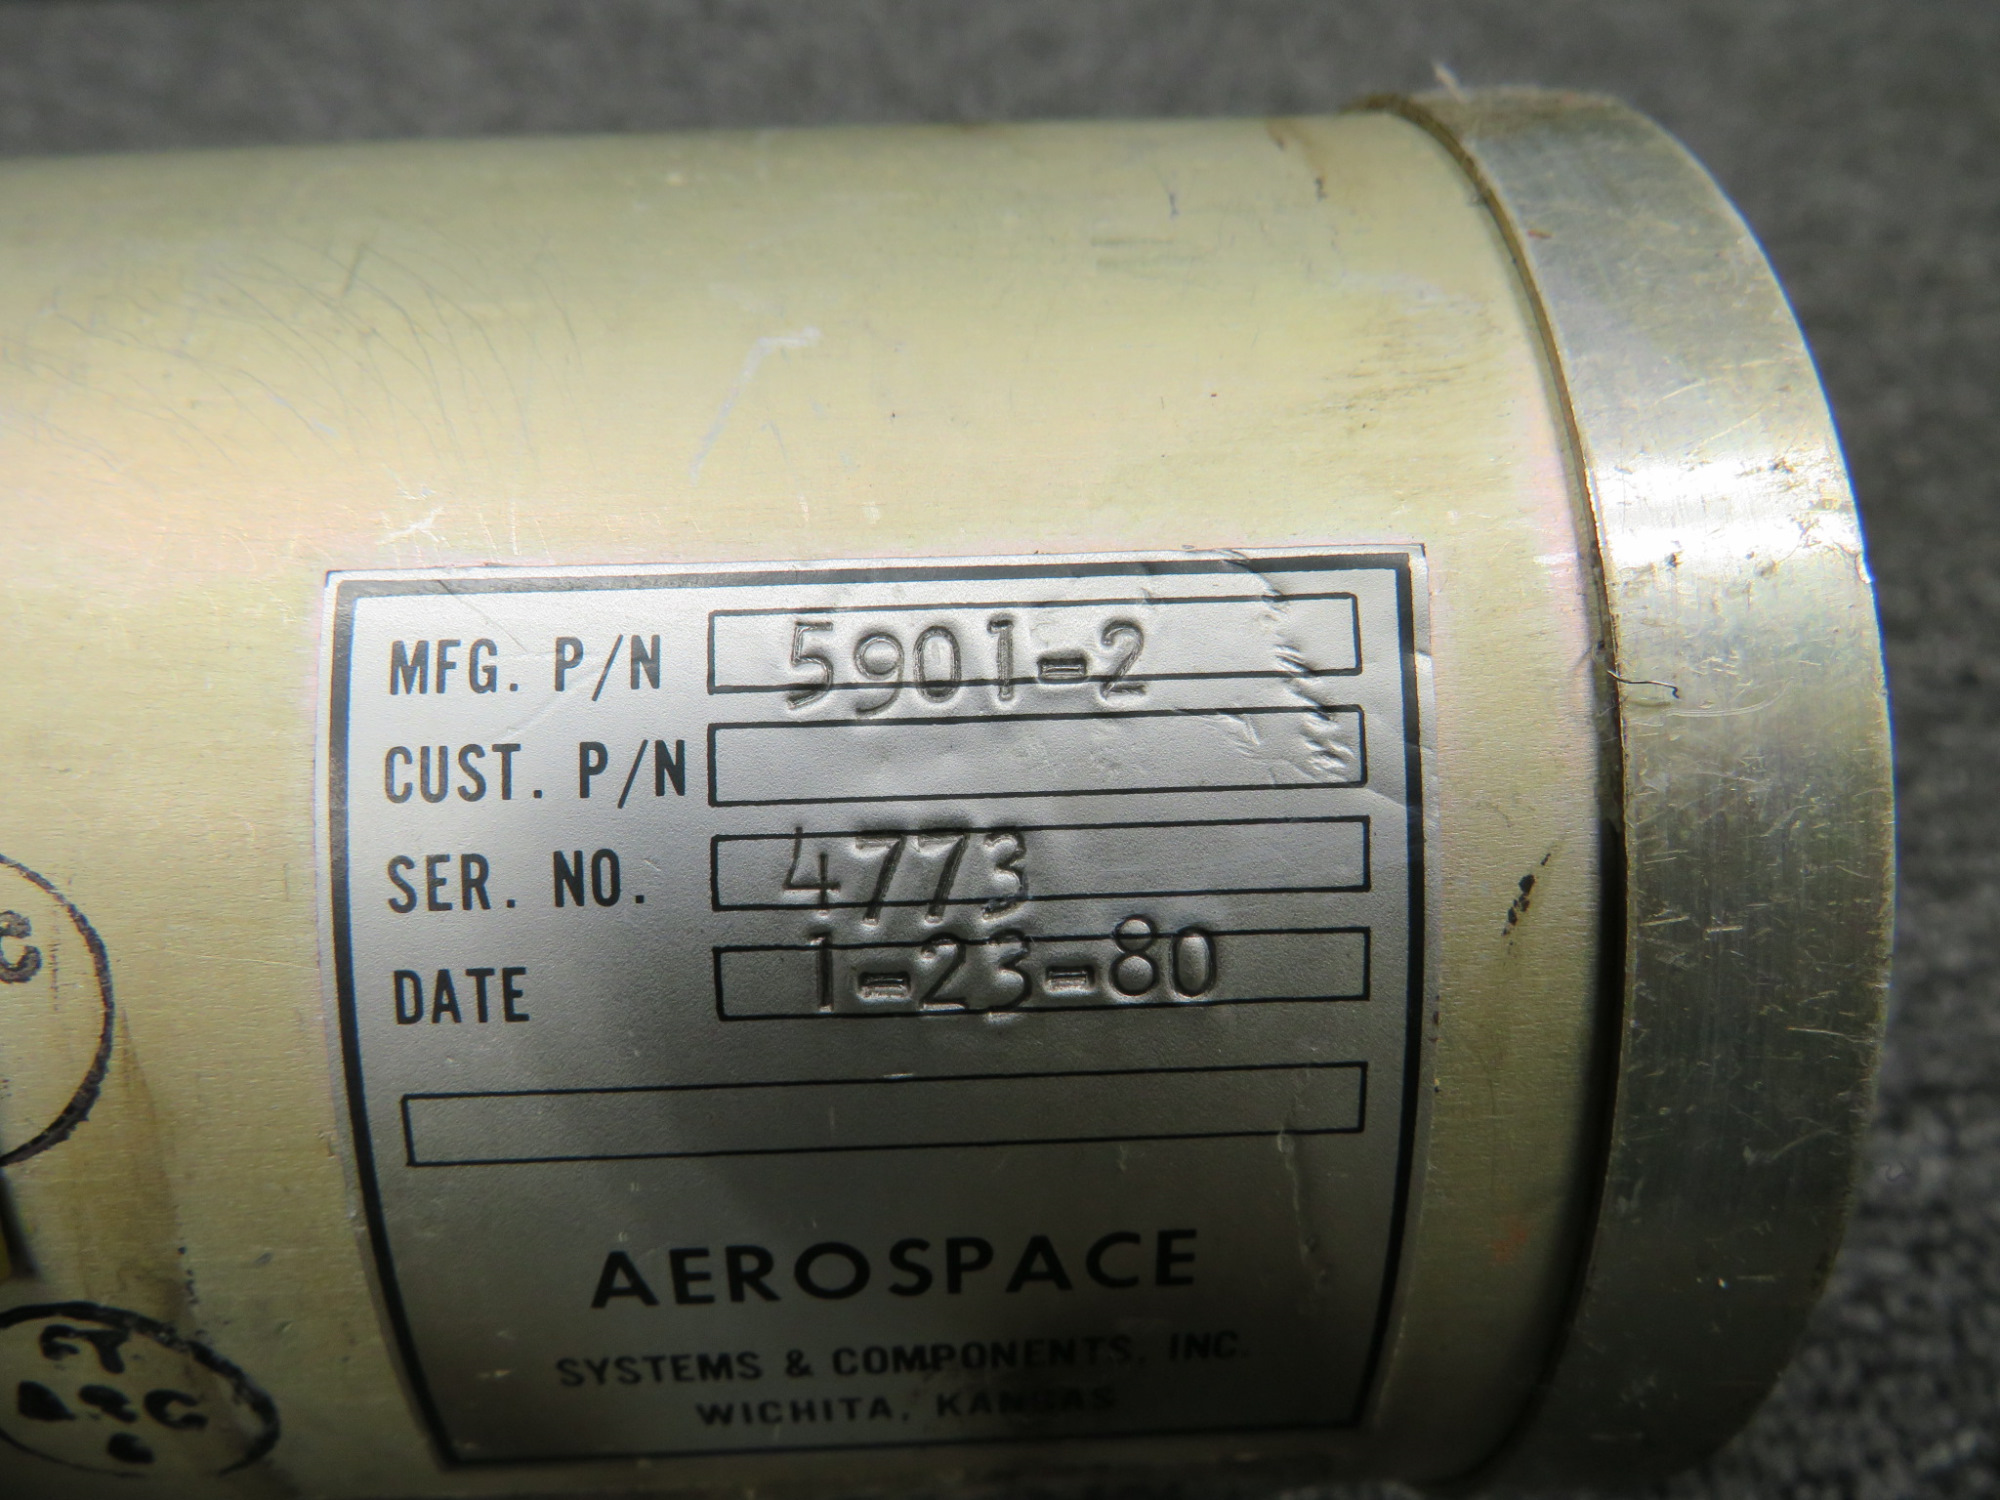 MFG. P/N 5901-2
CUST. P/N
SER. NO. 4773
DATE 1-23-80
AEROSPACE
SYSTEMS & COMPONENTS, INC.
WICHITA, KANSAS
C